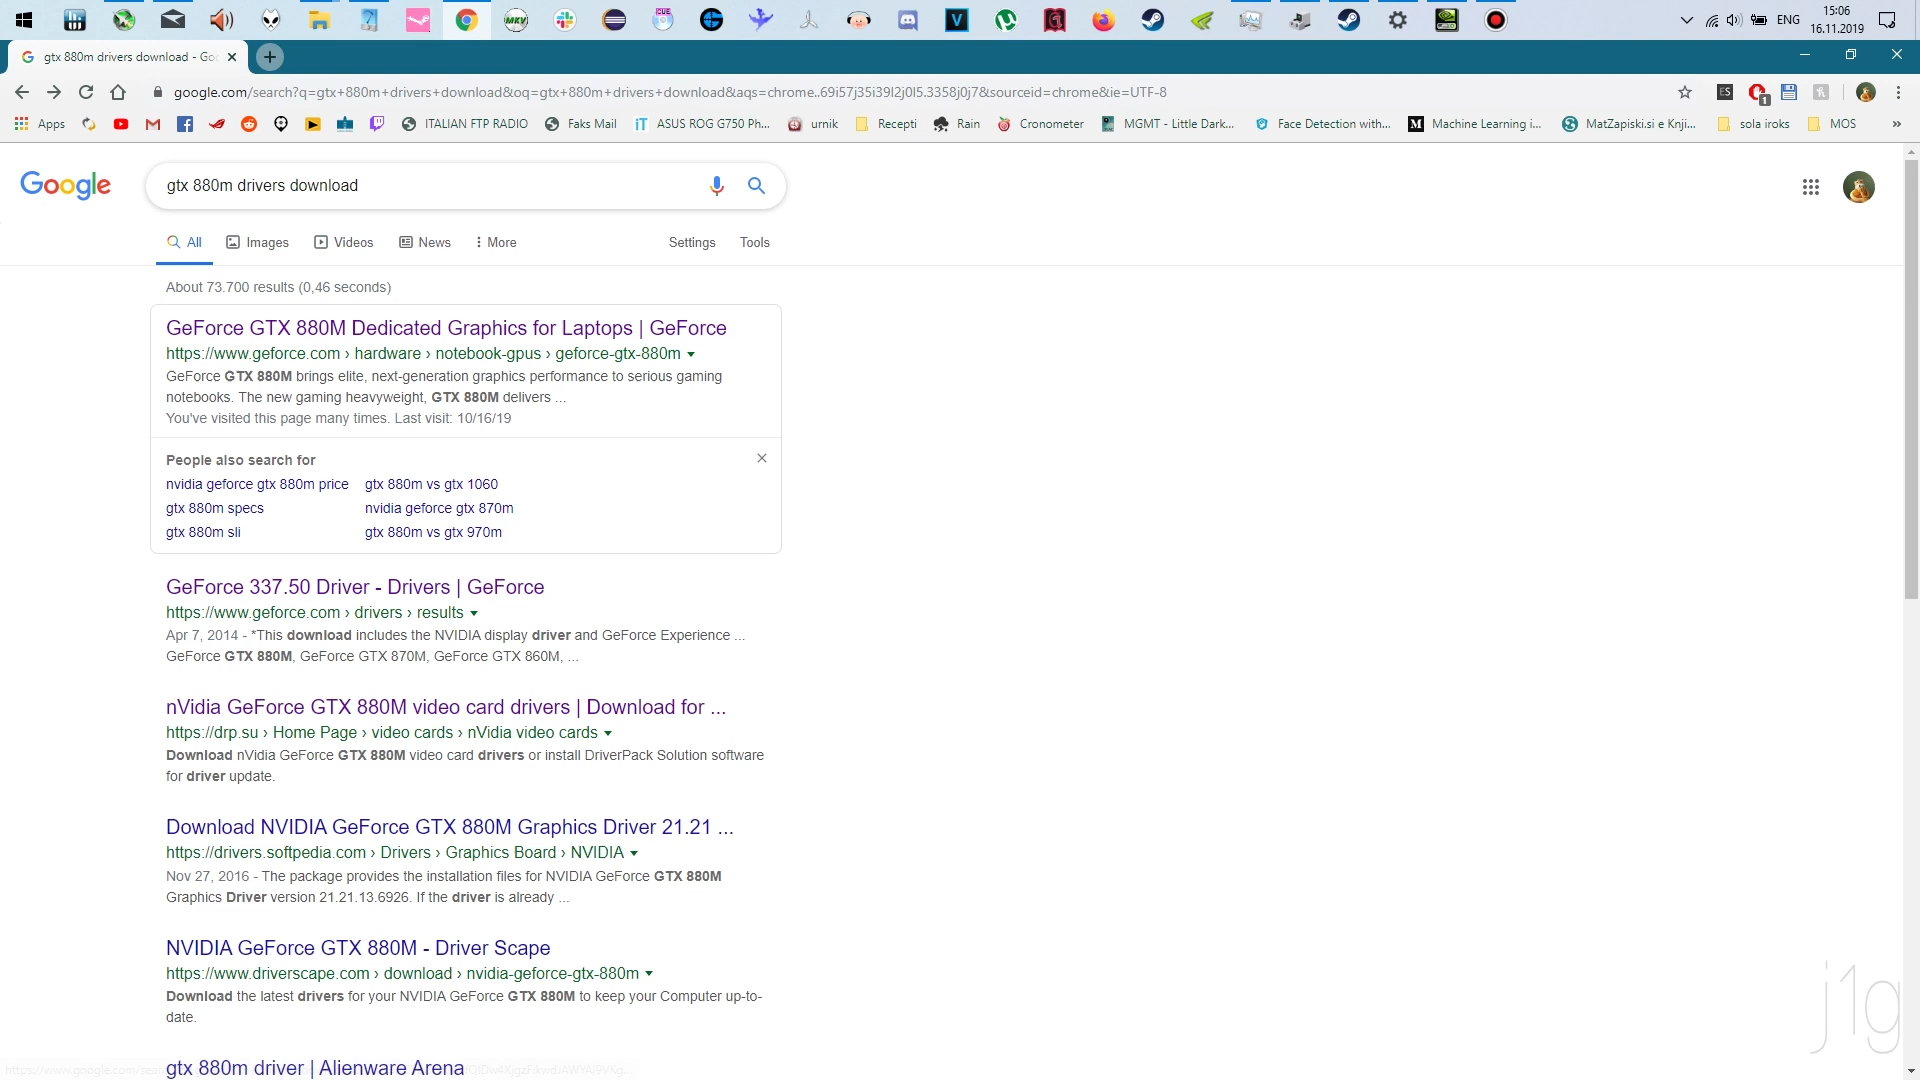 CUE
MKV
ENG
15:06
16.11.2019
gtx 880m drivers download - Goo
google.com/search?q=gtx+880m+drivers+download&oq=gtx+880m+drivers+download&aqs=chrome..69i57j35i39l2j0l5.3358j0j7&sourceid=chrome&ie=UTF-8
ES
1
Apps
ITALIAN FTP RADIO
Faks Mail
iT
ASUS ROG G750 Ph...
urnik
Recepti
Rain
Cronometer
MGMT - Little Dark...
Face Detection with...
M
Machine Learning i...
MatZapiski.si e Knji...
sola iroks
MOS
»
Google
gtx 880m drivers download
All
Images
Videos
News
More
Settings
Tools
About 73.700 results (0,46 seconds)
GeForce GTX 880M Dedicated Graphics for Laptops | GeForce
https://www.geforce.com › hardware › notebook-gpus › geforce-gtx-880m
GeForce GTX 880M brings elite, next-generation graphics performance to serious gaming
notebooks. The new gaming heavyweight, GTX 880M delivers ...
You've visited this page many times. Last visit: 10/16/19
People also search for
nvidia geforce gtx 880m price
gtx 880m vs gtx 1060
gtx 880m specs
nvidia geforce gtx 870m
gtx 880m sli
gtx 880m vs gtx 970m
GeForce 337.50 Driver - Drivers | GeForce
https://www.geforce.com › drivers › results
Apr 7, 2014 - *This download includes the NVIDIA display driver and GeForce Experience ...
GeForce GTX 880M, GeForce GTX 870M, GeForce GTX 860M, ...
nVidia GeForce GTX 880M video card drivers | Download for ...
https://drp.su › Home Page › video cards › nVidia video cards
Download nVidia GeForce GTX 880M video card drivers or install DriverPack Solution software
for driver update.
Download NVIDIA GeForce GTX 880M Graphics Driver 21.21 ...
https://drivers.softpedia.com › Drivers › Graphics Board › NVIDIA
Nov 27, 2016 - The package provides the installation files for NVIDIA GeForce GTX 880M
Graphics Driver version 21.21.13.6926. If the driver is already ...
NVIDIA GeForce GTX 880M - Driver Scape
https://www.driverscape.com › download › nvidia-geforce-gtx-880m
Download the latest drivers for your NVIDIA GeForce GTX 880M to keep your Computer up-to-
date.
gtx 880m driver | Alienware Arena
j1g